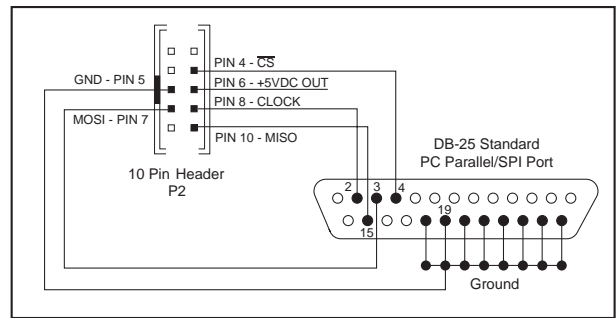 PIN 4 - CS
GND - PIN 5
PIN 6 - +5VDC OUT
PIN 8 - CLOCK
MOSI - PIN 7
PIN 10 - MISO
10 Pin Header
P2
DB-25 Standard
PC Parallel/SPI Port
2 3 4
15
19
Ground